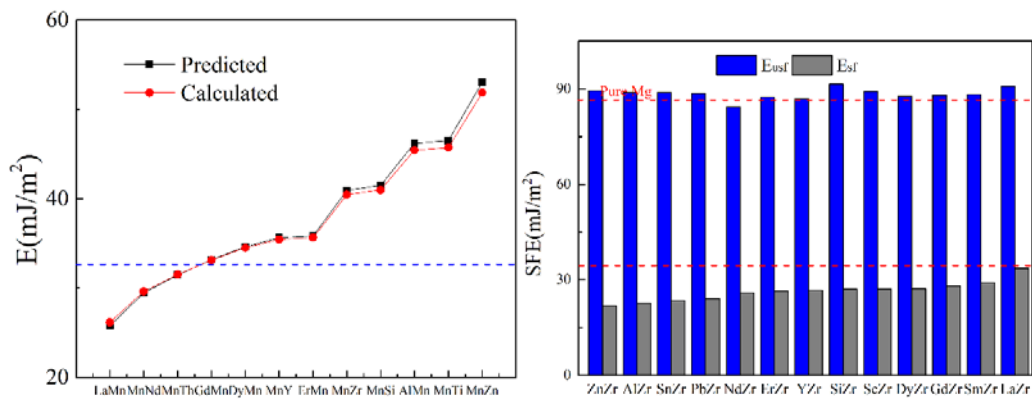 60
40
20
E(mJ/m²)
Predicted
Calculated
LaMn MnNd MnTh GdMn DyMn MnY ErMn MnZr MnSi AlMn MnTi MnZn
90
60
30
0
SFE(mJ/m²)
E_usf E_sf
Pure Mg
ZnZr AlZr SnZr PbZr NdZr ErZr YZr SiZr ScZr DyZr GdZr SmZr LaZr